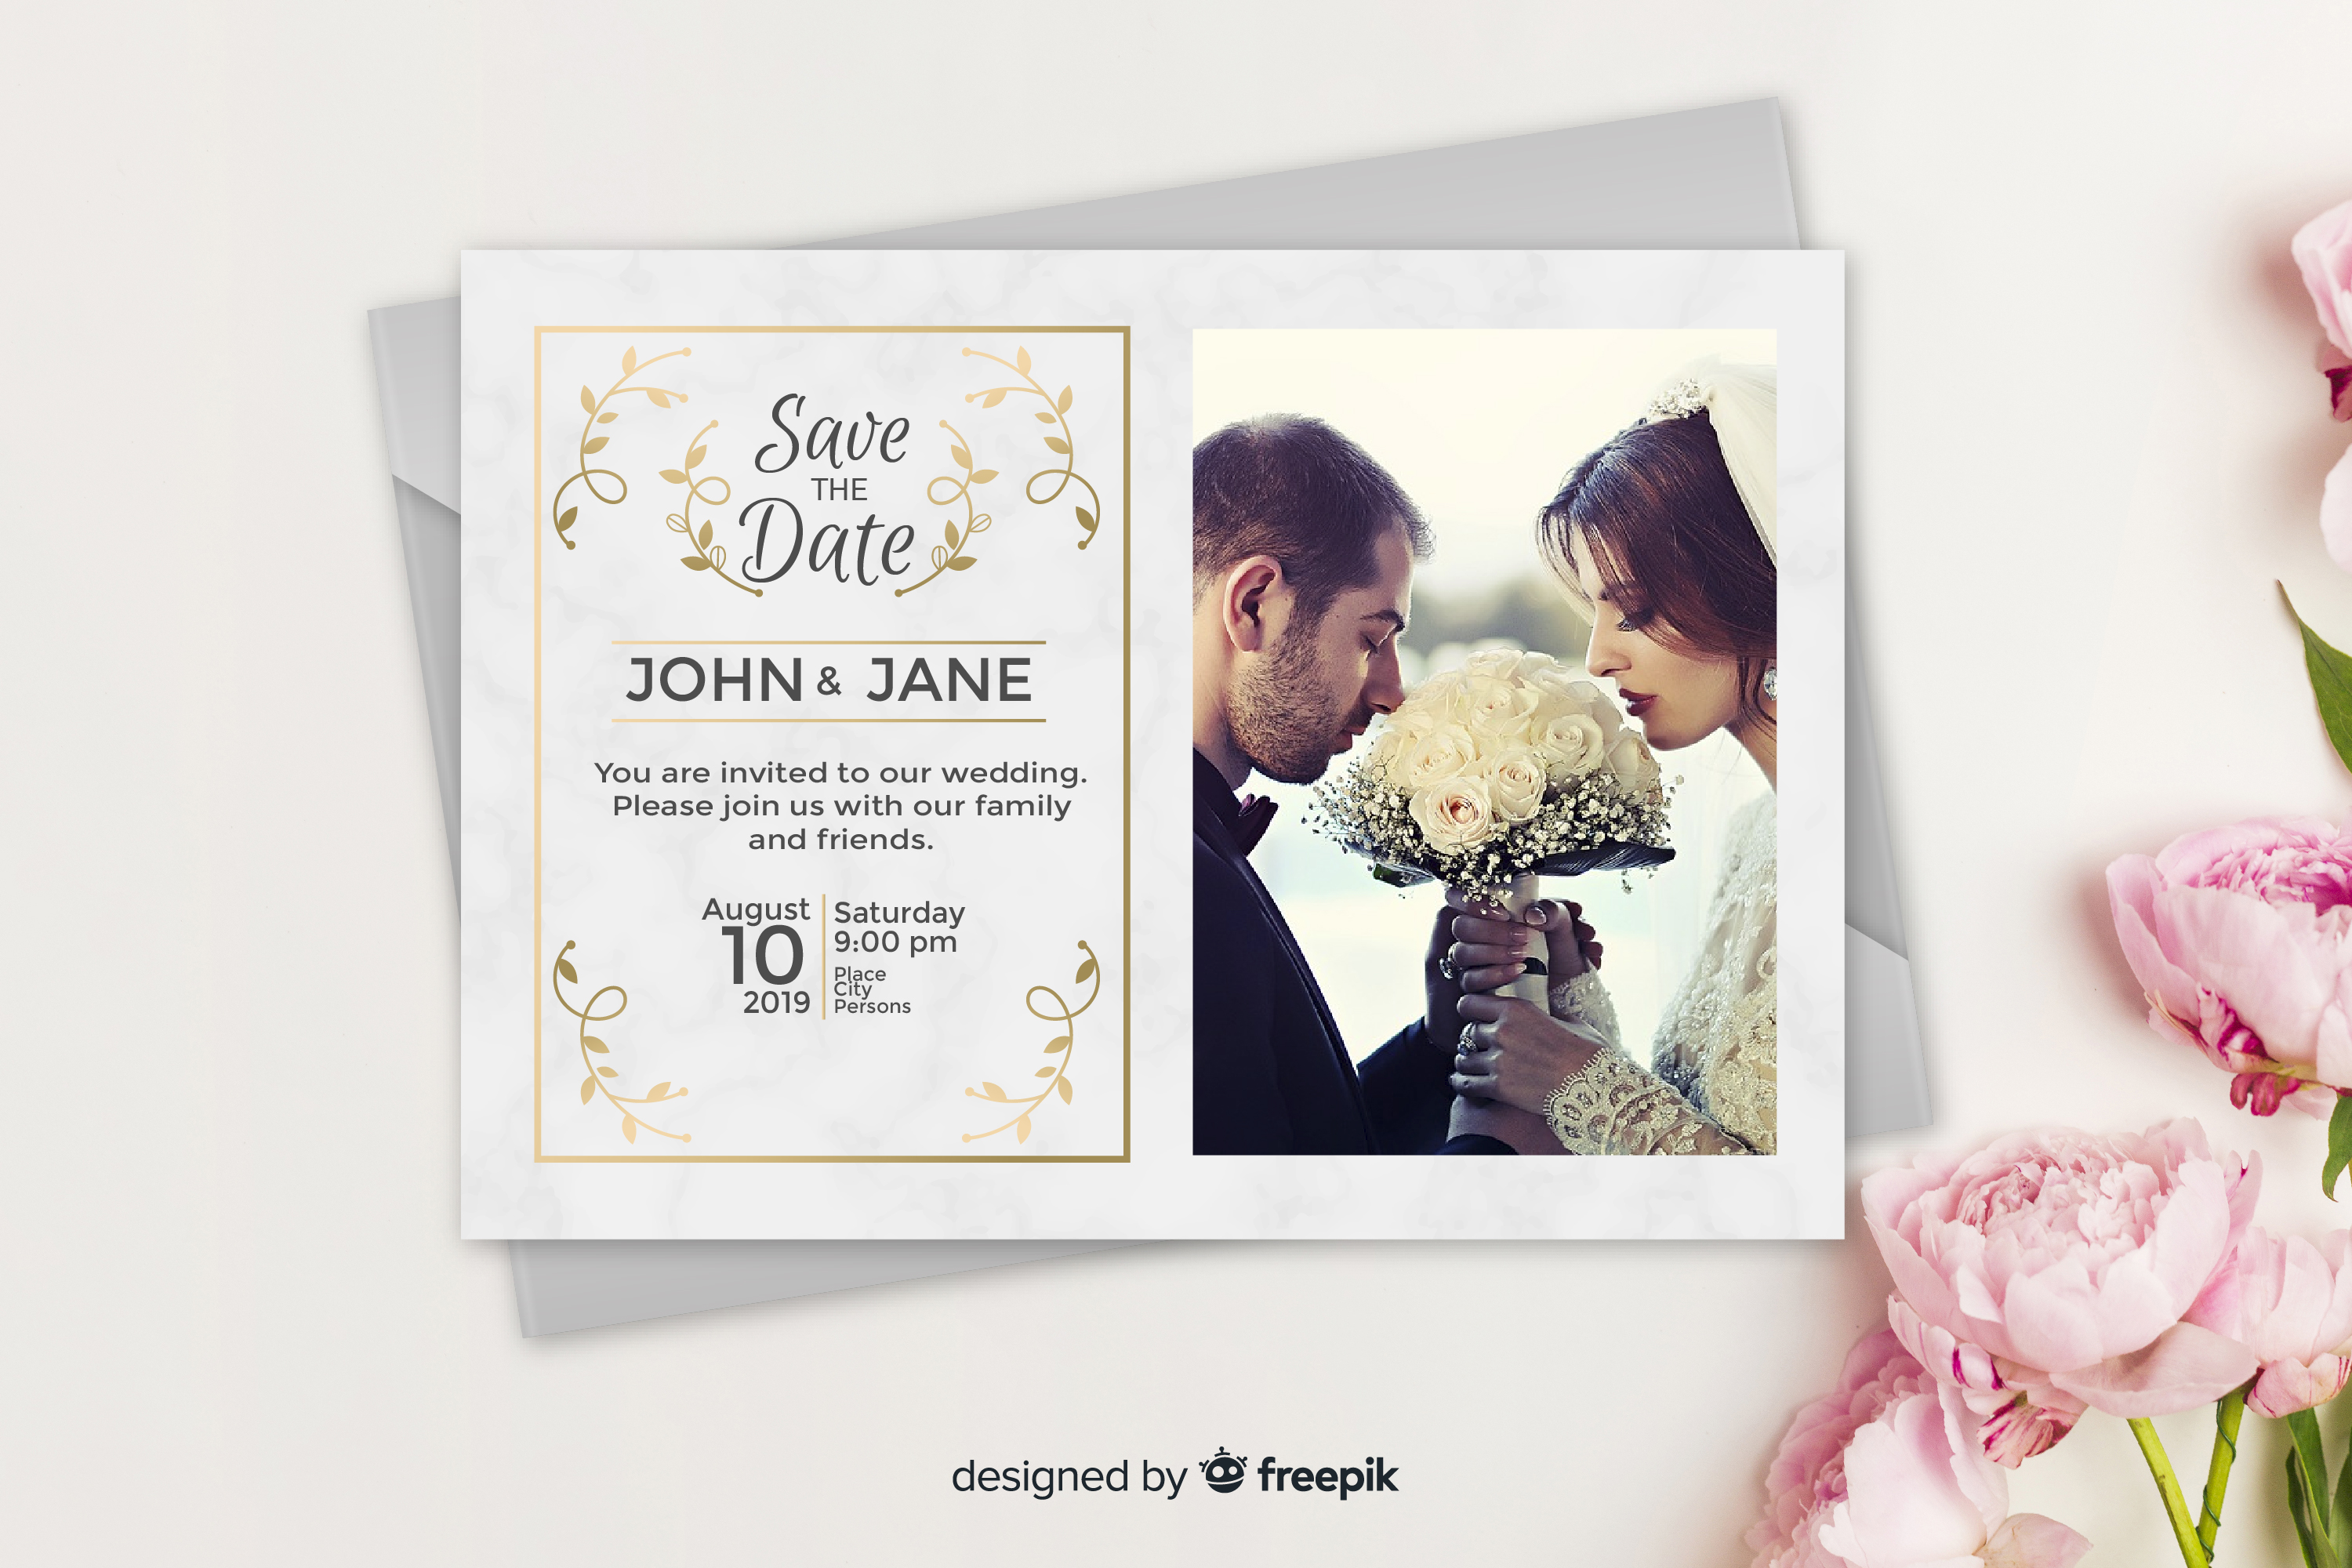 Save
THE
Date
JOHN & JANE
You are invited to our wedding.
Please join us with our family
and friends.
August
10
2019
Saturday
9:00 pm
Place
City
Persons
designed by freepik